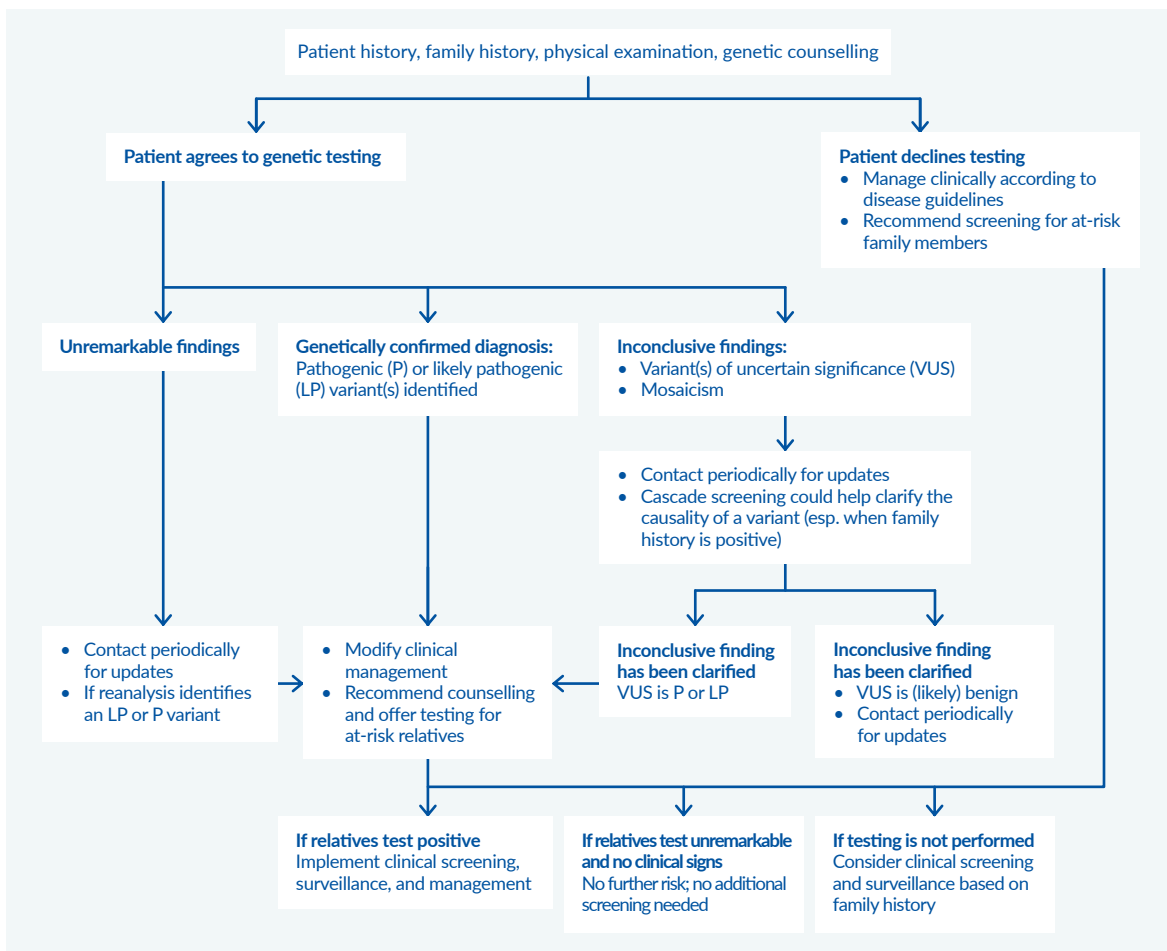 Patient history, family history, physical examination, genetic counselling
Patient agrees to genetic testing
Patient declines testing
• Manage clinically according to
disease guidelines
• Recommend screening for at-risk
family members
Unremarkable findings
Genetically confirmed diagnosis:
Pathogenic (P) or likely pathogenic
(LP) variant(s) identified
Inconclusive findings:
• Variant(s) of uncertain significance (VUS)
• Mosaicism
• Contact periodically for updates
• Cascade screening could help clarify the
causality of a variant (esp. when family
history is positive)
• Contact periodically
for updates
• If reanalysis identifies
an LP or P variant
• Modify clinical
management
• Recommend counselling
and offer testing for
at-risk relatives
Inconclusive finding
has been clarified
VUS is P or LP
Inconclusive finding
has been clarified
• VUS is (likely) benign
• Contact periodically
for updates
If relatives test positive
Implement clinical screening,
surveillance, and management
If relatives test unremarkable
and no clinical signs
No further risk; no additional
screening needed
If testing is not performed
Consider clinical screening
and surveillance based on
family history